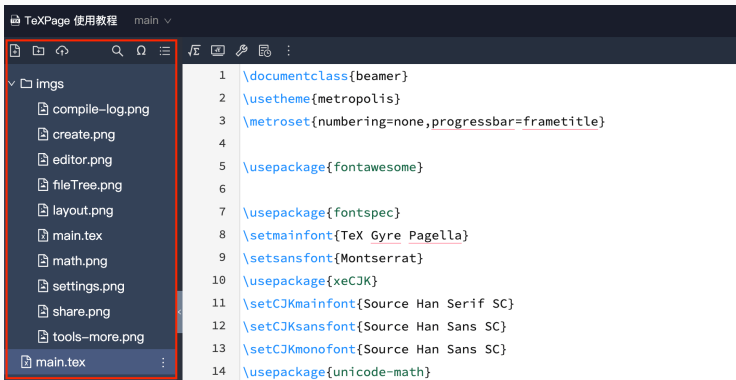 TeXPage 使用教程 main
imgs
compile-log.png
create.png
editor.png
fileTree.png
layout.png
main.tex
math.png
settings.png
share.png
tools-more.png
main.tex
1 \documentclass{beamer}
2 \usetheme{metropolis}
3 \metroset{numbering=none,progressbar=frametitle}
4
5 \usepackage{fontawesome}
6
7 \usepackage{fontspec}
8 \setmainfont{TeX Gyre Pagella}
9 \setsansfont{Montserrat}
10 \usepackage{xeCJK}
11 \setCJKmainfont{Source Han Serif SC}
12 \setCJKsansfont{Source Han Sans SC}
13 \setCJKmonofont{Source Han Sans SC}
14 \usepackage{unicode-math}